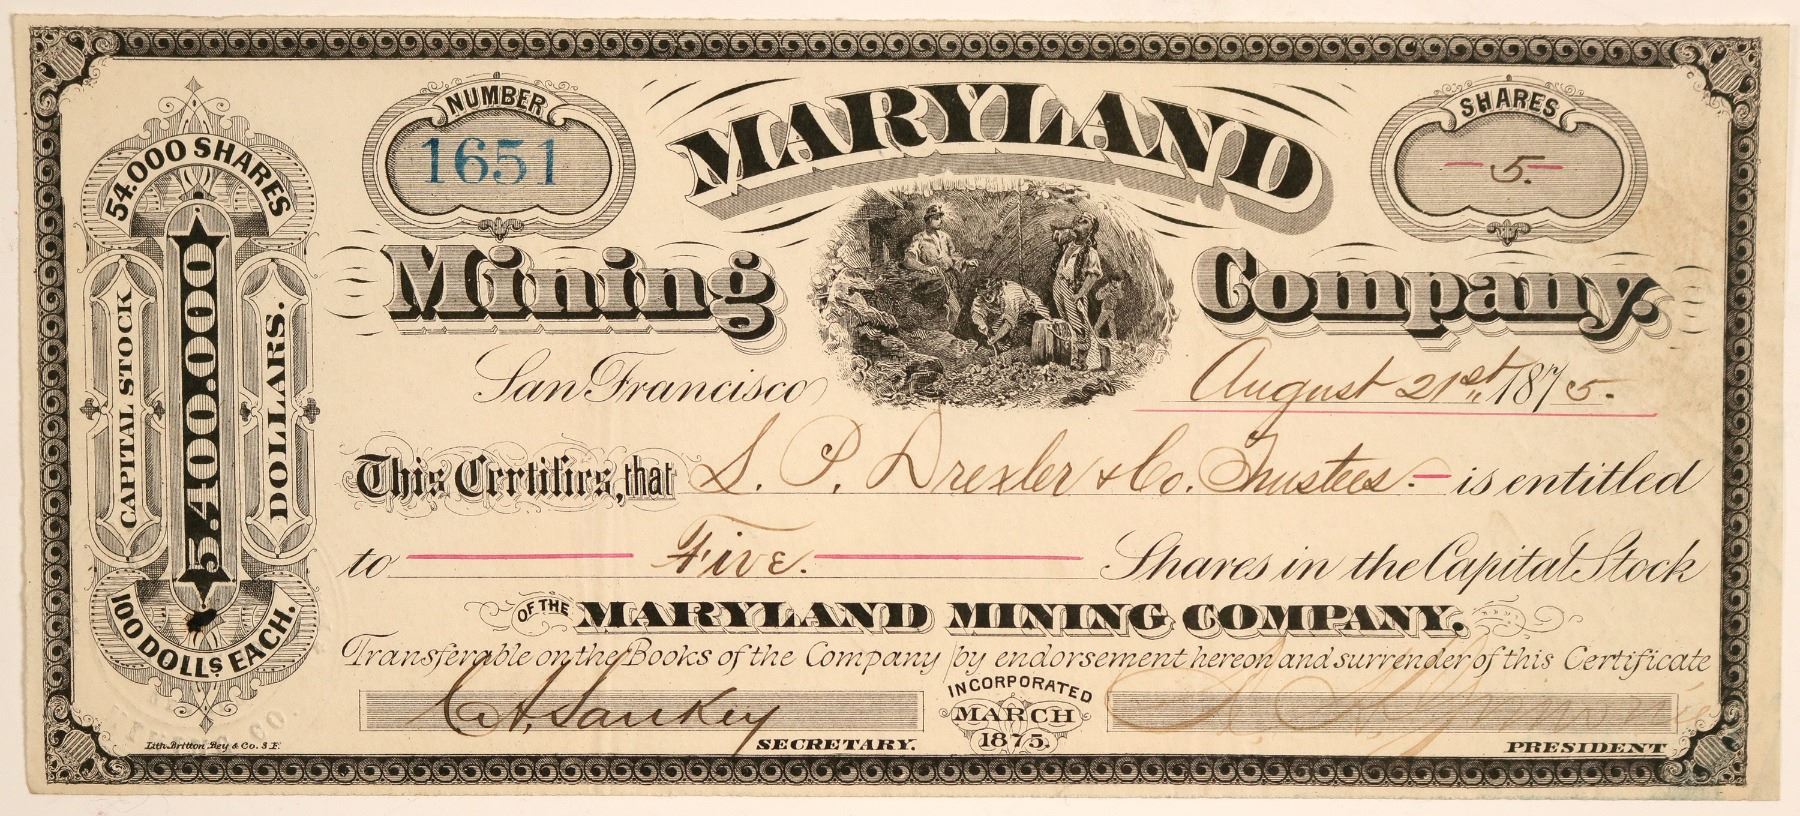 54.000 SHARES
CAPITAL STOCK
5.400.000
DOLLARS.
100 DOLLS EACH.
NUMBER
1651
SHARES
5.
MARYLAND
Mining Company.
San Francisco August 21st, 1875.
This Certifies, that L. P. Drexler & Co. Trustees. is entitled
to Five. Shares in the Capital Stock
OF THE MARYLAND MINING COMPANY.
Transferable on the Books of the Company by endorsement hereon and surrender of this Certificate
C. A. Sankey
SECRETARY.
INCORPORATED
MARCH
1875.
PRESIDENT
Lith. Britton Rey & Co. S.F.